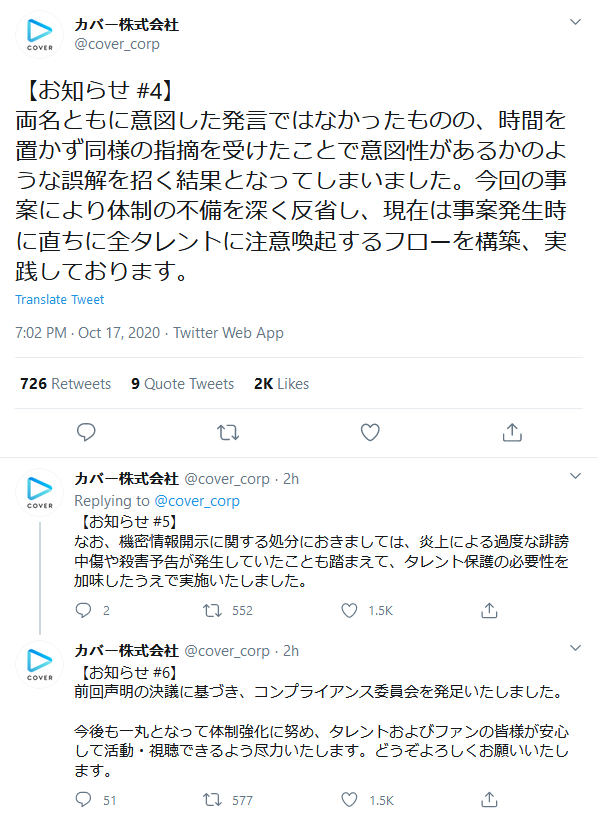 カバー株式会社
@cover_corp
COVER
【お知らせ #4】
両名ともに意図した発言ではなかったものの、時間を
置かず同様の指摘を受けたことで意図性があるかのよ
うな誤解を招く結果となってしまいました。今回の事
案により体制の不備を深く反省し、現在は事案発生時
に直ちに全タレントに注意喚起するフローを構築、実
践しております。
Translate Tweet
7:02 PM · Oct 17, 2020 · Twitter Web App
726 Retweets 9 Quote Tweets 2K Likes
カバー株式会社 @cover_corp · 2h
COVER
Replying to @cover_corp
【お知らせ #5】
なお、機密情報開示に関する処分におきましては、炎上による過度な誹謗
中傷や殺害予告が発生していたことも踏まえて、タレント保護の必要性を
加味したうえで実施いたしました。
2 552 1.5K
カバー株式会社 @cover_corp · 2h
COVER
【お知らせ #6】
前回声明の決議に基づき、コンプライアンス委員会を発足いたしました。
今後も一丸となって体制強化に努め、タレントおよびファンの皆様が安心
して活動・視聴できるよう尽力いたします。どうぞよろしくお願いいたし
ます。
51 577 1.5K